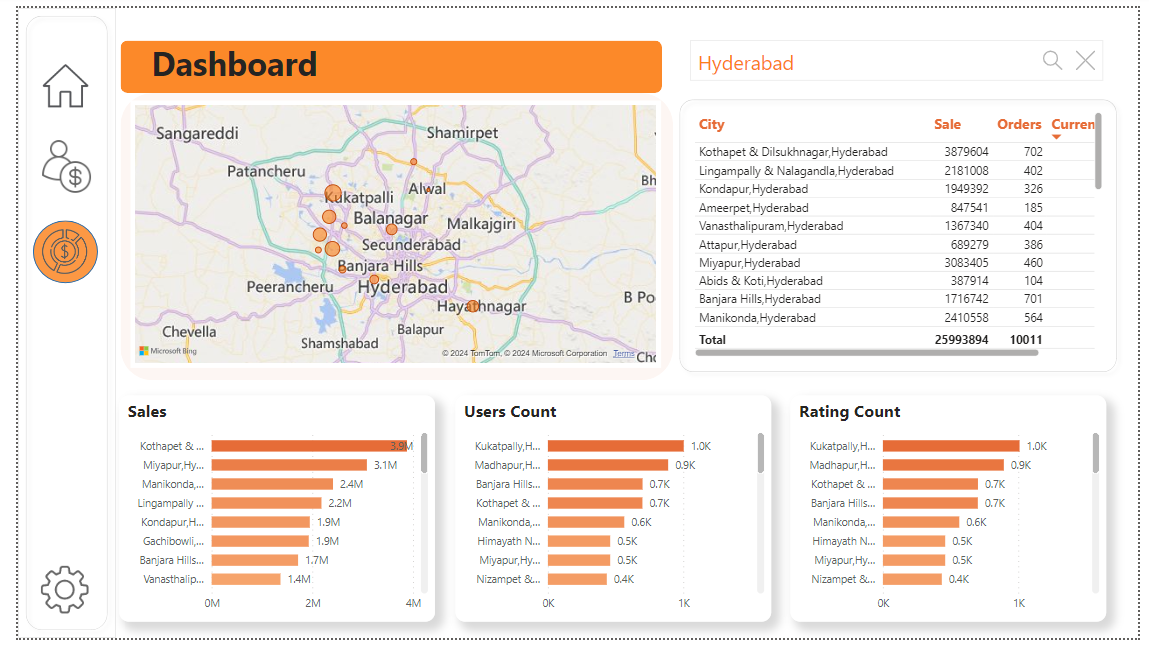 Dashboard
Hyderabad
Sangareddi
Shamirpet
Patancheru
Alwal
Bh
Kukatpalli
Balanagar
Malkajgiri
Secunderabad
Banjara Hills
Peerancheru
Hyderabad
Hayathnagar
B Po
Chevella
Balapur
Shamshabad
Microsoft Bing
© 2024 TomTom, © 2024 Microsoft Corporation Terms
Cho
City Sale Orders Curren
Kothapet & Dilsukhnagar,Hyderabad 3879604 702
Lingampally & Nalagandla,Hyderabad 2181008 402
Kondapur,Hyderabad 1949392 326
Ameerpet,Hyderabad 847541 185
Vanasthalipuram,Hyderabad 1367340 404
Attapur,Hyderabad 689279 386
Miyapur,Hyderabad 3083405 460
Abids & Koti,Hyderabad 387914 104
Banjara Hills,Hyderabad 1716742 701
Manikonda,Hyderabad 2410558 564
Total 25993894 10011
Sales
Kothapet & ... 3.9M
Miyapur,Hy... 3.1M
Manikonda,... 2.4M
Lingampally ... 2.2M
Kondapur,H... 1.9M
Gachibowli,... 1.9M
Banjara Hills... 1.7M
Vanasthalip... 1.4M
0M 2M 4M
Users Count
Kukatpally,H... 1.0K
Madhapur,H... 0.9K
Banjara Hills... 0.7K
Kothapet &... 0.7K
Manikonda,... 0.6K
Himayath N... 0.5K
Miyapur,Hy... 0.5K
Nizampet &... 0.4K
0K 1K
Rating Count
Kukatpally,H... 1.0K
Madhapur,H... 0.9K
Kothapet & ... 0.7K
Banjara Hills... 0.7K
Manikonda,... 0.6K
Himayath N... 0.5K
Miyapur,Hy... 0.5K
Nizampet &... 0.4K
0K 1K